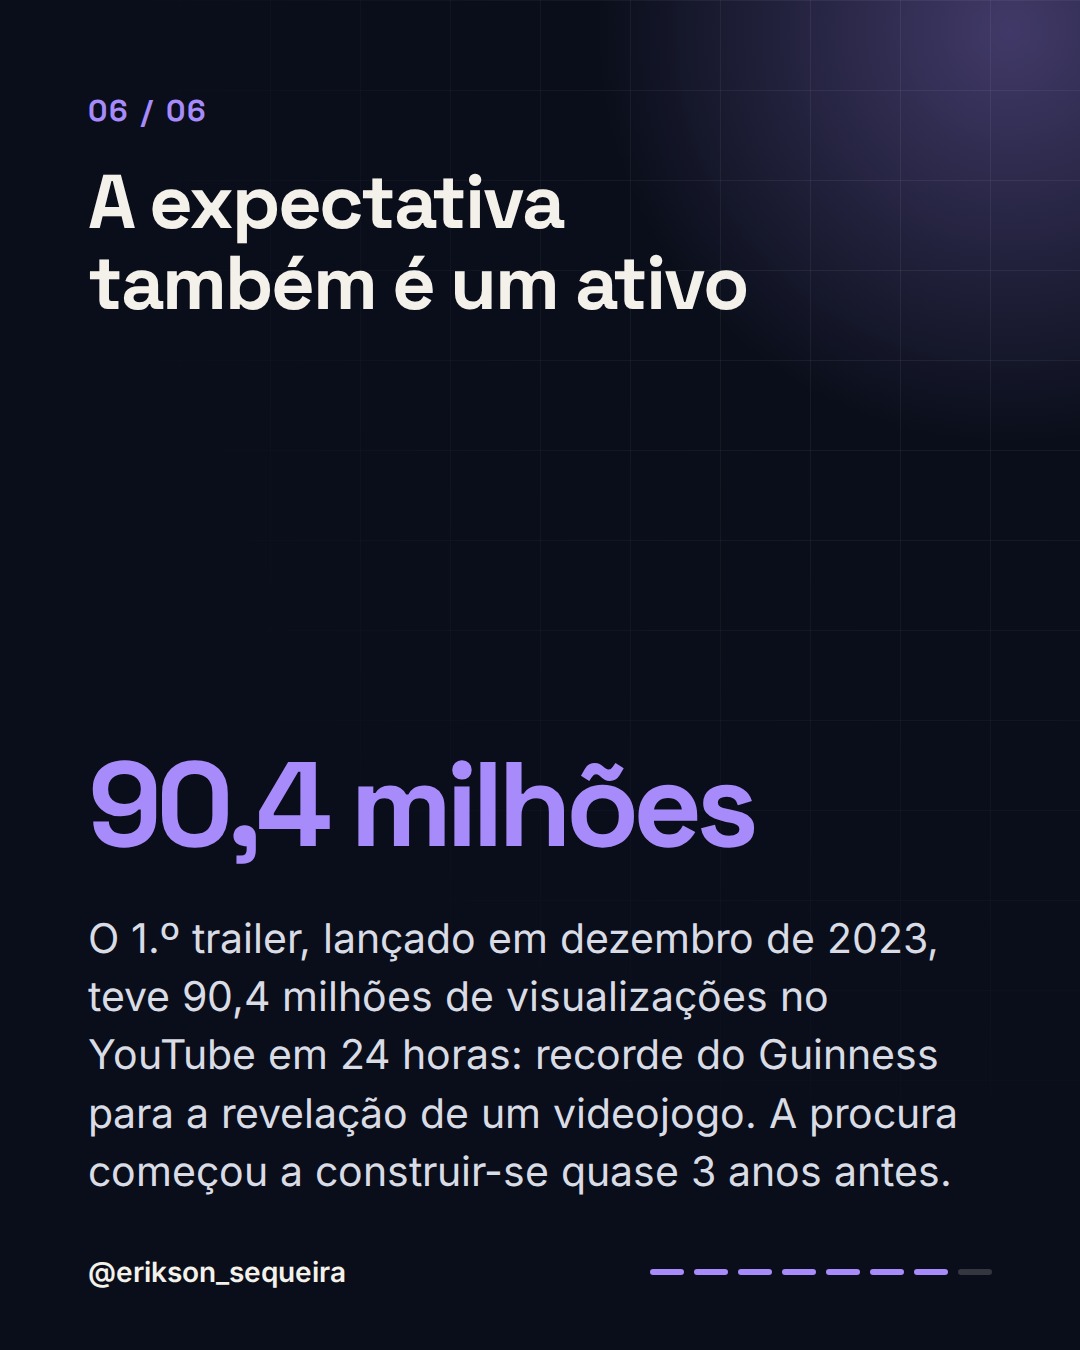 06 / 06
A expectativa
também é um ativo
90,4 milhões
O 1.º trailer, lançado em dezembro de 2023,
teve 90,4 milhões de visualizações no
YouTube em 24 horas: recorde do Guinness
para a revelação de um videojogo. A procura
começou a construir-se quase 3 anos antes.
@erikson_sequeira